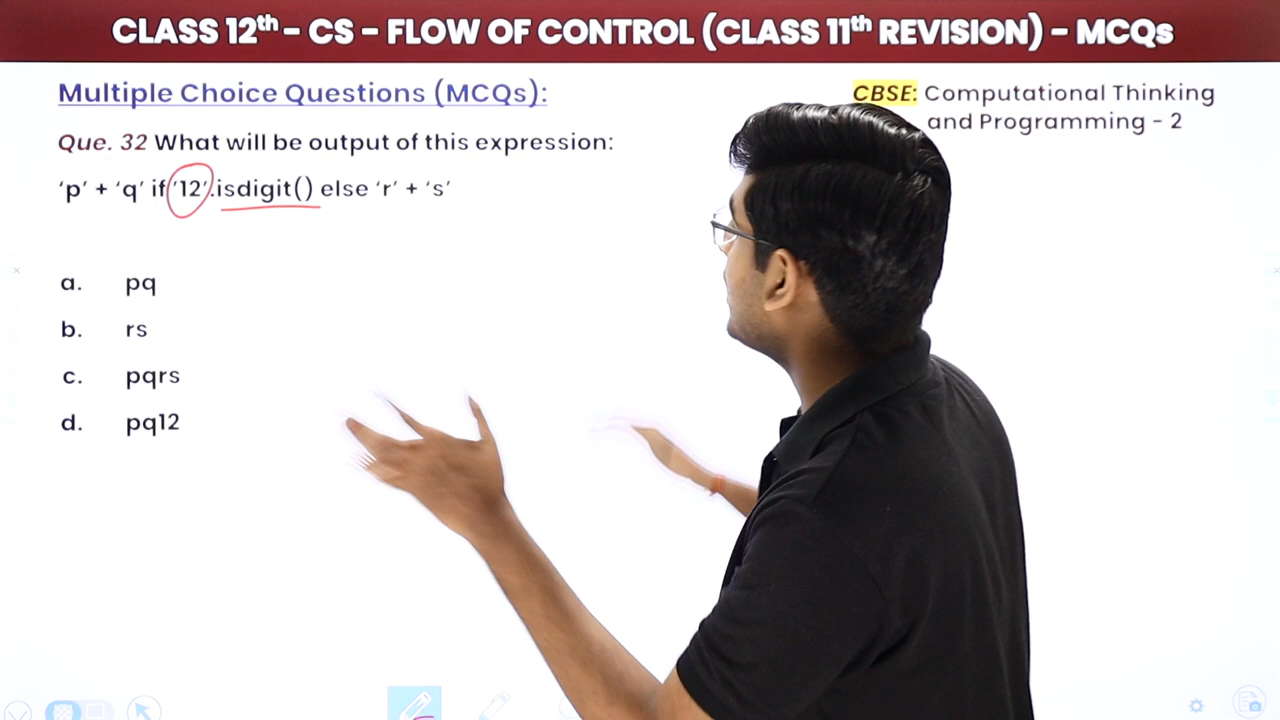 CLASS 12th – CS – FLOW OF CONTROL (CLASS 11th REVISION) – MCQs
Multiple Choice Questions (MCQs):
CBSE: Computational Thinking
and Programming - 2
Que. 32 What will be output of this expression:
‘p’ + ‘q’ if ‘12’.isdigit() else ‘r’ + ‘s’
a. pq
b. rs
c. pqrs
d. pq12